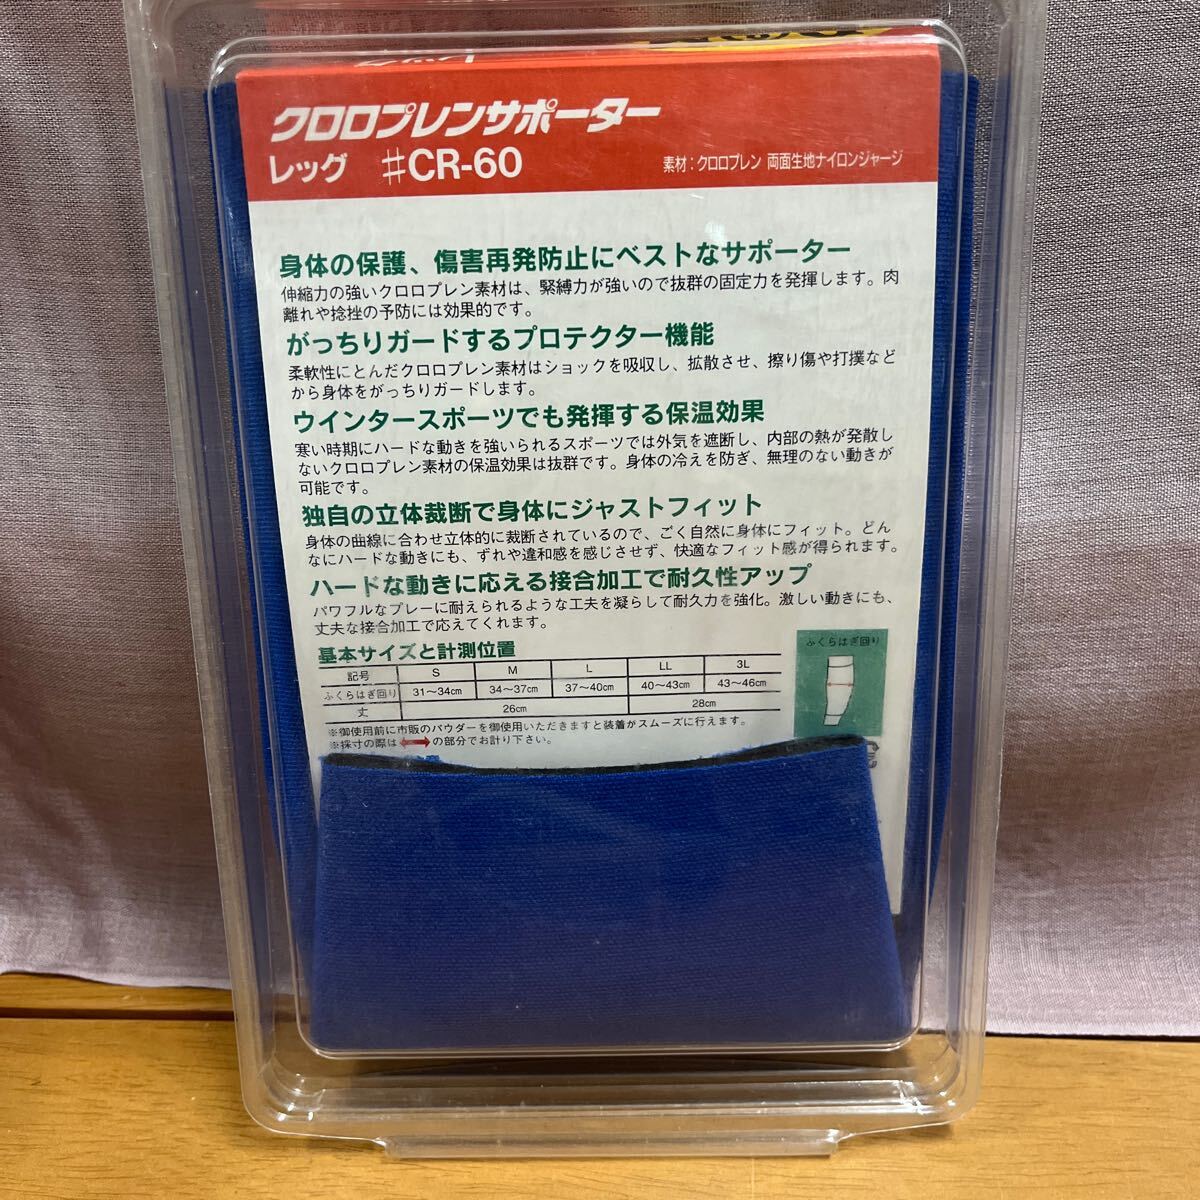 レッグ
クロロプレンサポーター
レッグ #CR-60
素材：クロロプレン 両面生地ナイロンジャージ
身体の保護、傷害再発防止にベストなサポーター
伸縮力の強いクロロプレン素材は、緊縛力が強いので抜群の固定力を発揮します。肉
離れや捻挫の予防には効果的です。
がっちりガードするプロテクター機能
柔軟性にとんだクロロプレン素材はショックを吸収し、拡散させ、擦り傷や打撲など
から身体をがっちりガードします。
ウインタースポーツでも発揮する保温効果
寒い時期にハードな動きを強いられるスポーツでは外気を遮断し、内部の熱が発散し
ないクロロプレン素材の保温効果は抜群です。身体の冷えを防ぎ、無理のない動きが
可能です。
独自の立体裁断で身体にジャストフィット
身体の曲線に合わせ立体的に裁断されているので、ごく自然に身体にフィット。どん
なにハードな動きにも、ずれや違和感を感じさせず、快適なフィット感が得られます。
ハードな動きに応える接合加工で耐久性アップ
パワフルなプレーに耐えられるような工夫を凝らして耐久力を強化。激しい動きにも、
丈夫な接合加工で応えてくれます。
基本サイズと計測位置
記号 S M L LL 3L
ふくらはぎ回り 31〜34cm 34〜37cm 37〜40cm 40〜43cm 43〜46cm
丈 26cm 28cm
※御使用前に市販のパウダーを御使用いただきますと装着がスムーズに行えます。
※採寸の際は⟷の部分でお計り下さい。
ふくらはぎ回り